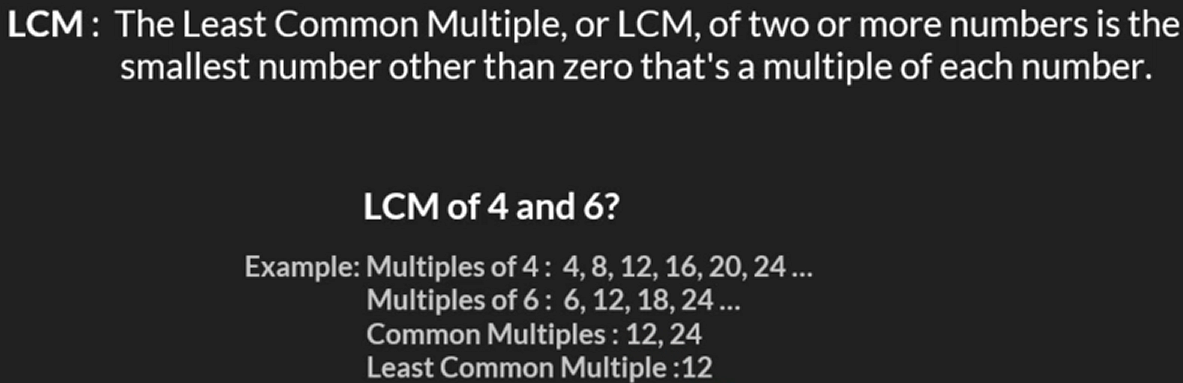 LCM : The Least Common Multiple, or LCM, of two or more numbers is the
smallest number other than zero that's a multiple of each number.
LCM of 4 and 6?
Example: Multiples of 4 : 4, 8, 12, 16, 20, 24 ...
Multiples of 6 : 6, 12, 18, 24 ...
Common Multiples : 12, 24
Least Common Multiple :12